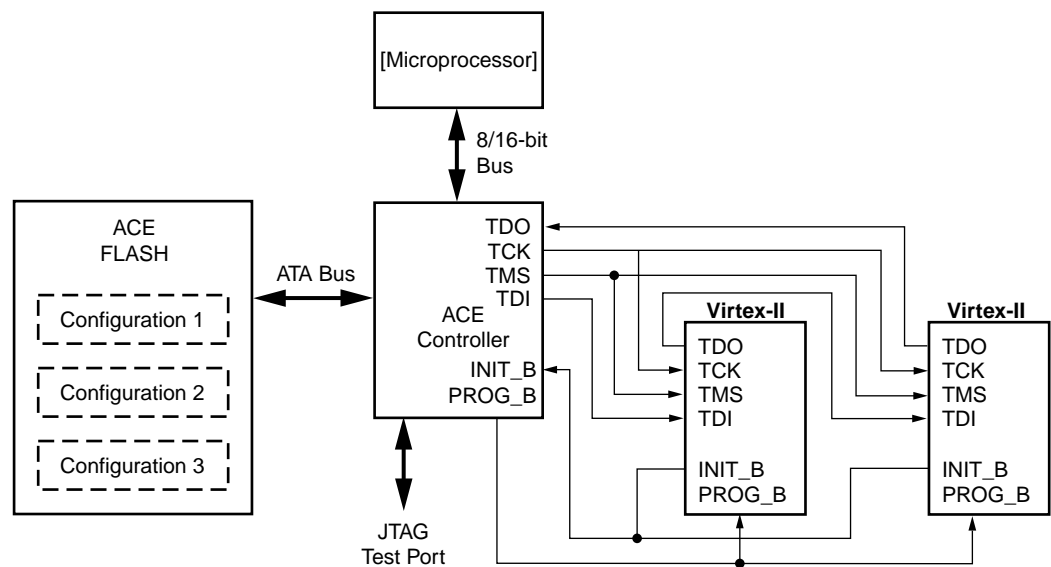 [Microprocessor]
8/16-bit
Bus
ACE
FLASH
Configuration 1
Configuration 2
Configuration 3
ATA Bus
TDO
TCK
TMS
TDI
ACE
Controller
INIT_B
PROG_B
JTAG
Test Port
Virtex-II
TDO
TCK
TMS
TDI
INIT_B
PROG_B
Virtex-II
TDO
TCK
TMS
TDI
INIT_B
PROG_B